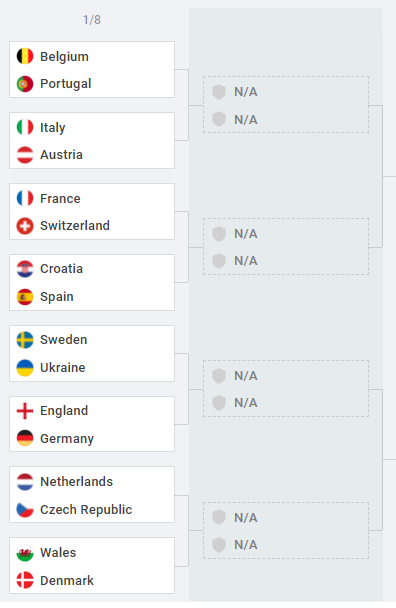 1/8
Belgium
Portugal
N/A
N/A
Italy
Austria
France
Switzerland
N/A
N/A
Croatia
Spain
Sweden
Ukraine
N/A
N/A
England
Germany
Netherlands
Czech Republic
N/A
N/A
Wales
Denmark